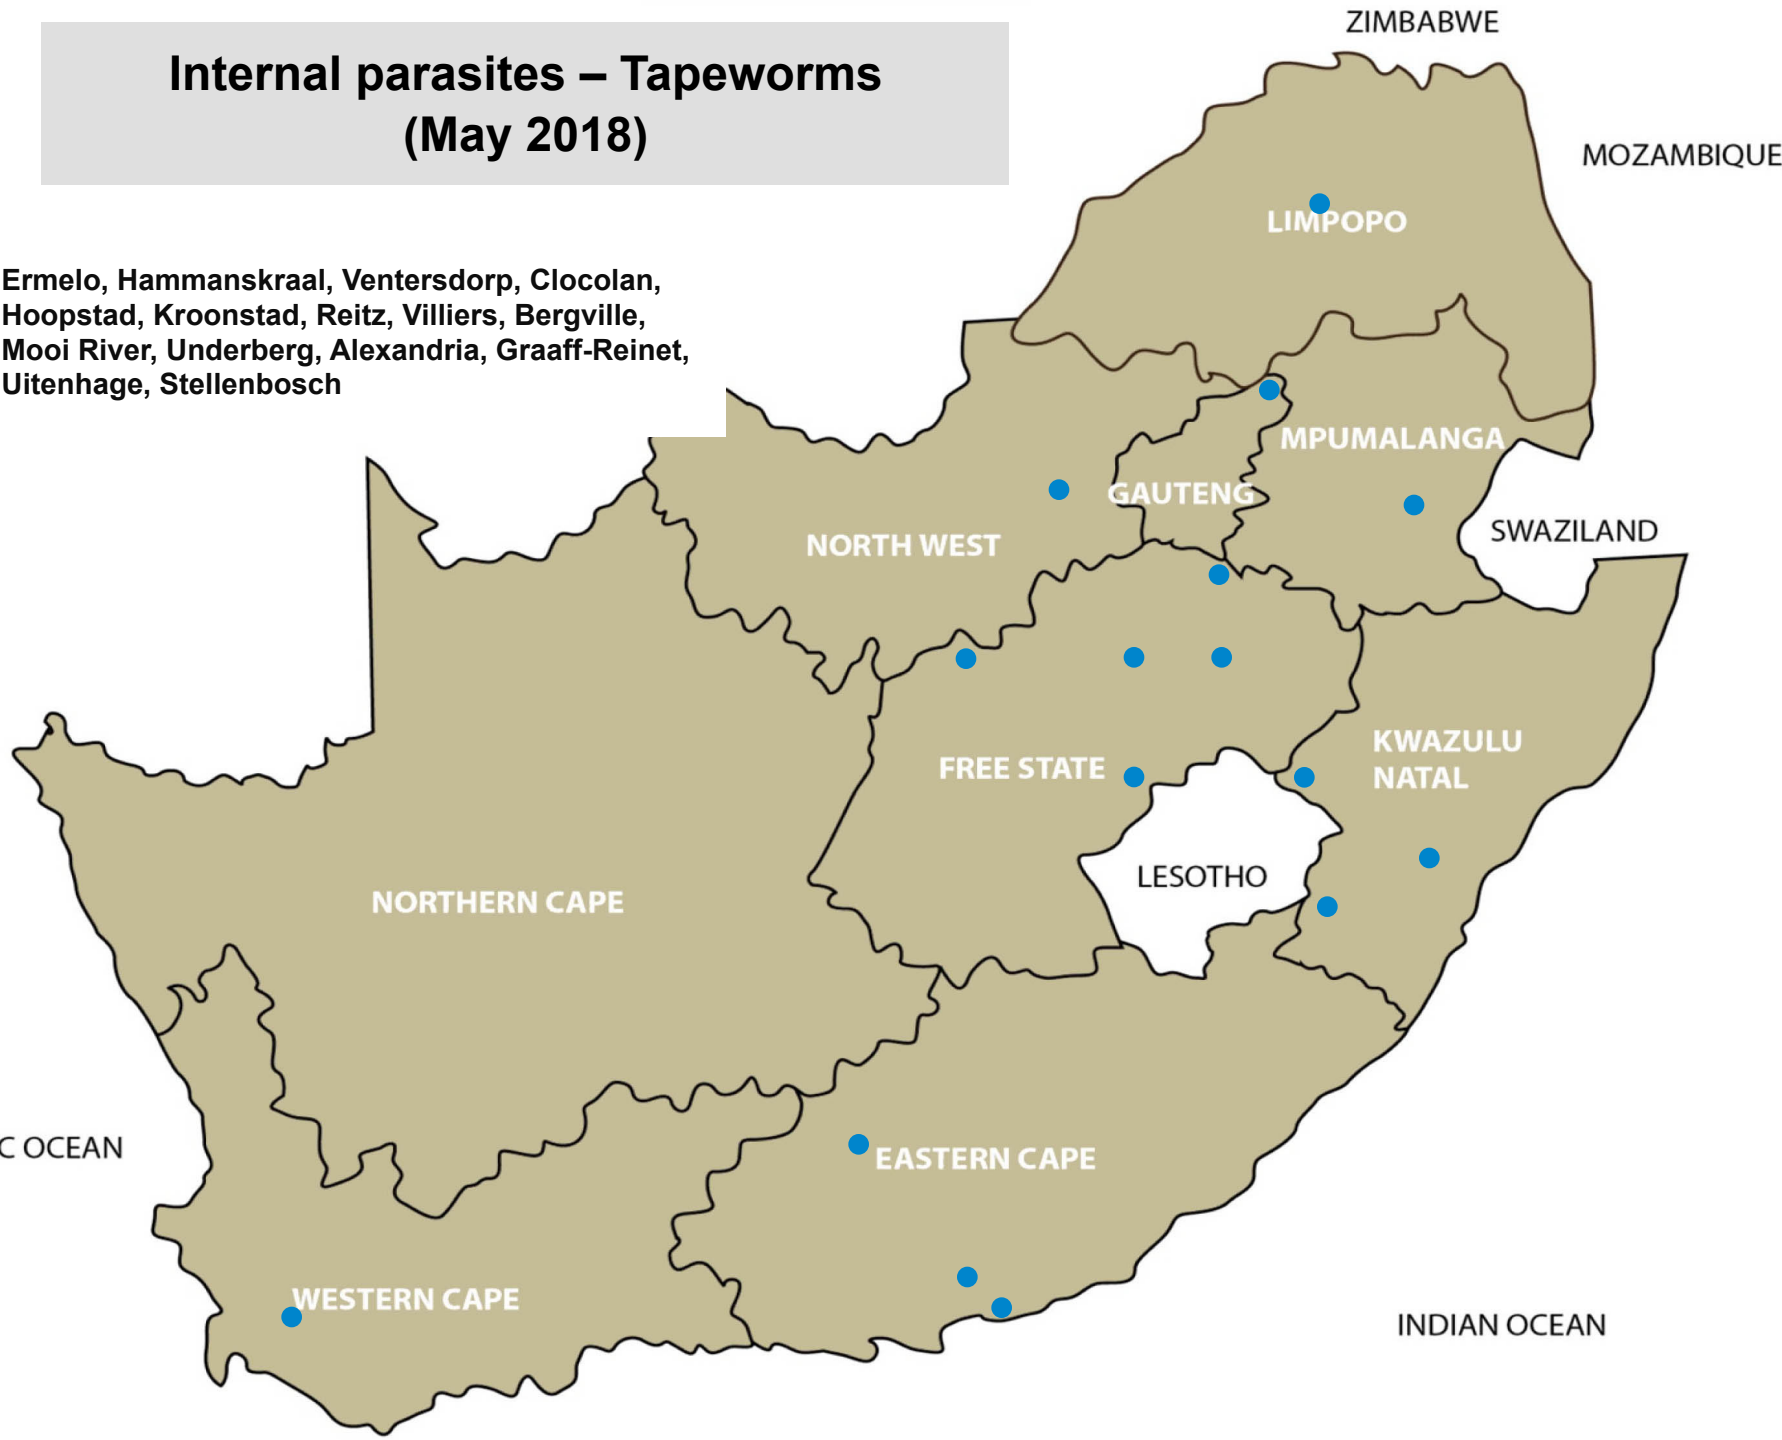 Internal parasites – Tapeworms
(May 2018)
Ermelo, Hammanskraal, Ventersdorp, Clocolan,
Hoopstad, Kroonstad, Reitz, Villiers, Bergville,
Mooi River, Underberg, Alexandria, Graaff-Reinet,
Uitenhage, Stellenbosch
ZIMBABWE
MOZAMBIQUE
LIMPOPO
MPUMALANGA
GAUTENG
SWAZILAND
NORTH WEST
KWAZULU
NATAL
FREE STATE
LESOTHO
NORTHERN CAPE
C OCEAN
EASTERN CAPE
WESTERN CAPE
INDIAN OCEAN